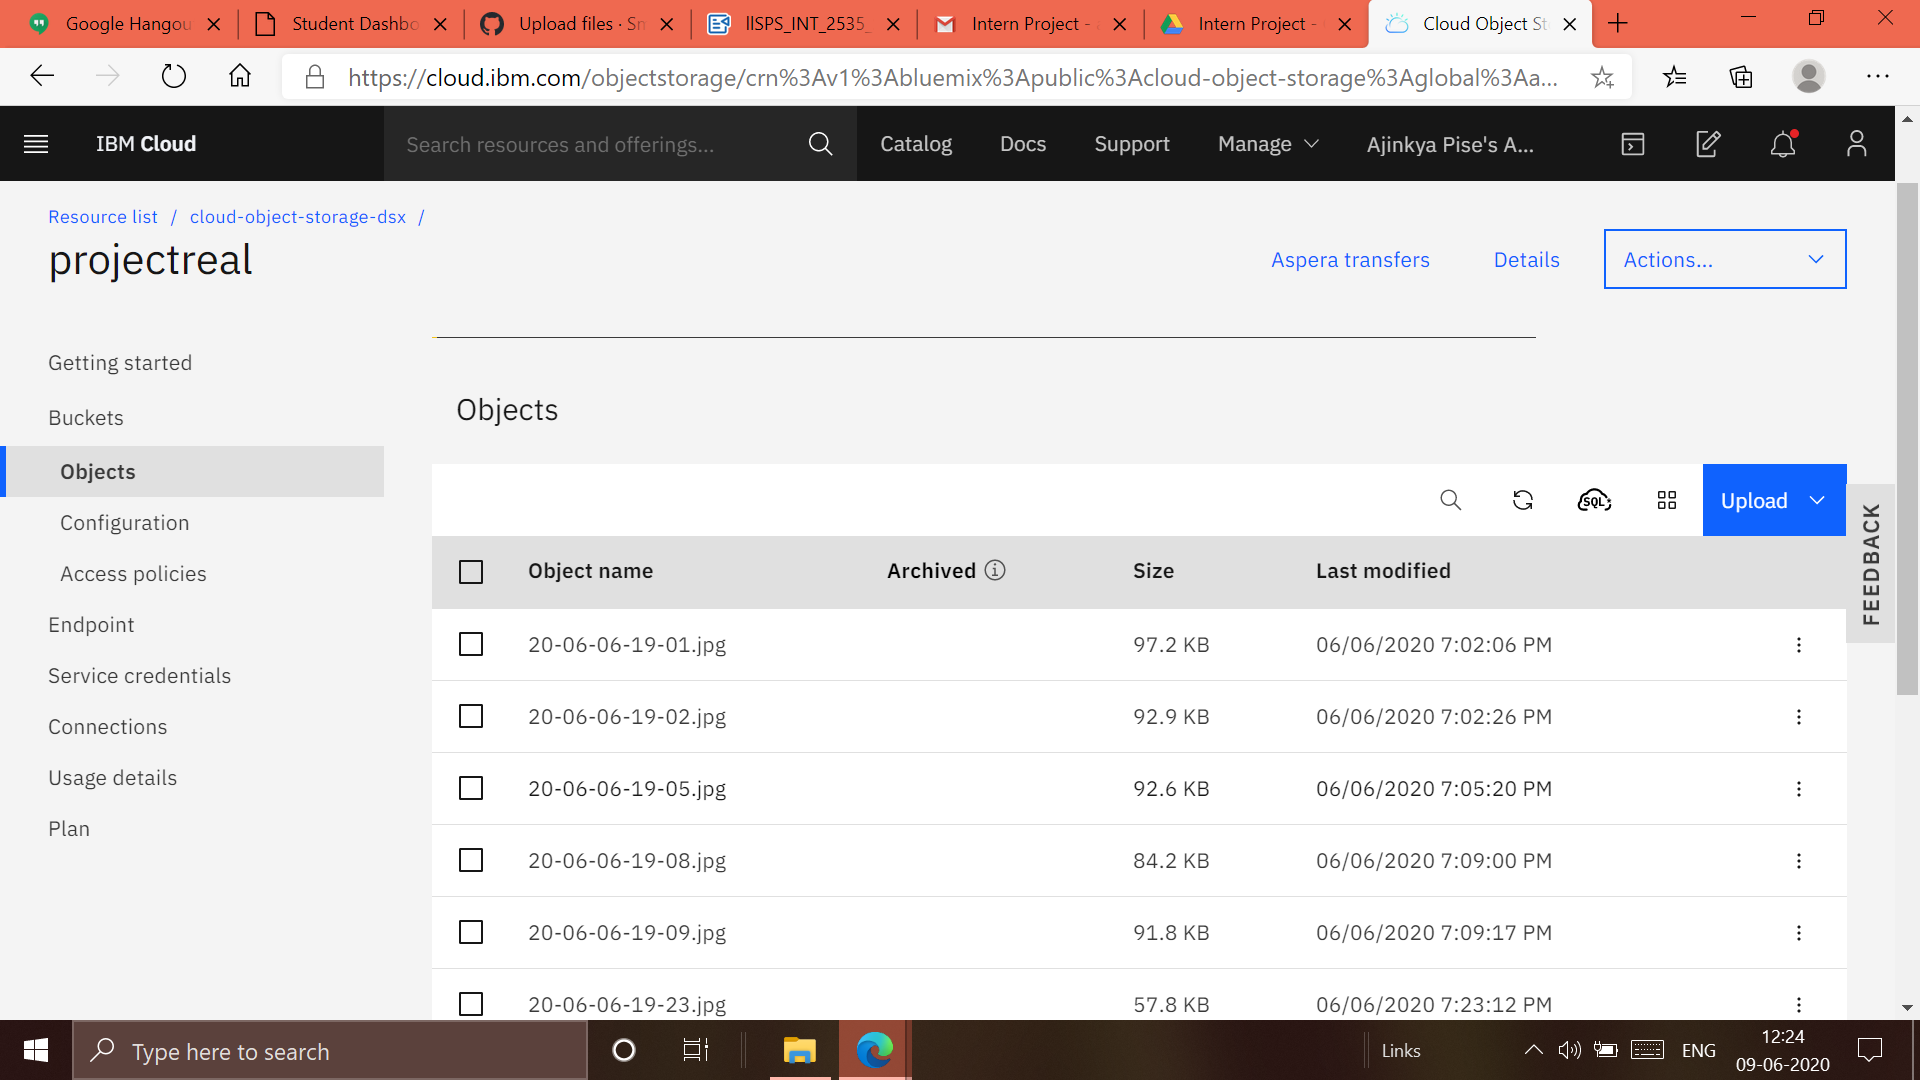 Google Hangou
Student Dashbo
Upload files · Sm
llSPS_INT_2535_
Intern Project -
Intern Project -
Cloud Object St
https://cloud.ibm.com/objectstorage/crn%3Av1%3Abluemix%3Apublic%3Acloud-object-storage%3Aglobal%3Aa...
IBM Cloud
Search resources and offerings...
Catalog
Docs
Support
Manage
Ajinkya Pise's A...
Resource list / cloud-object-storage-dsx /
projectreal
Aspera transfers
Details
Actions...
Getting started
Buckets
Objects
Configuration
Access policies
Endpoint
Service credentials
Connections
Usage details
Plan
Objects
SQL
Upload
FEEDBACK
Object name Archived Size Last modified
20-06-06-19-01.jpg 97.2 KB 06/06/2020 7:02:06 PM
20-06-06-19-02.jpg 92.9 KB 06/06/2020 7:02:26 PM
20-06-06-19-05.jpg 92.6 KB 06/06/2020 7:05:20 PM
20-06-06-19-08.jpg 84.2 KB 06/06/2020 7:09:00 PM
20-06-06-19-09.jpg 91.8 KB 06/06/2020 7:09:17 PM
20-06-06-19-23.jpg 57.8 KB 06/06/2020 7:23:12 PM
Type here to search
Links
ENG
12:24
09-06-2020